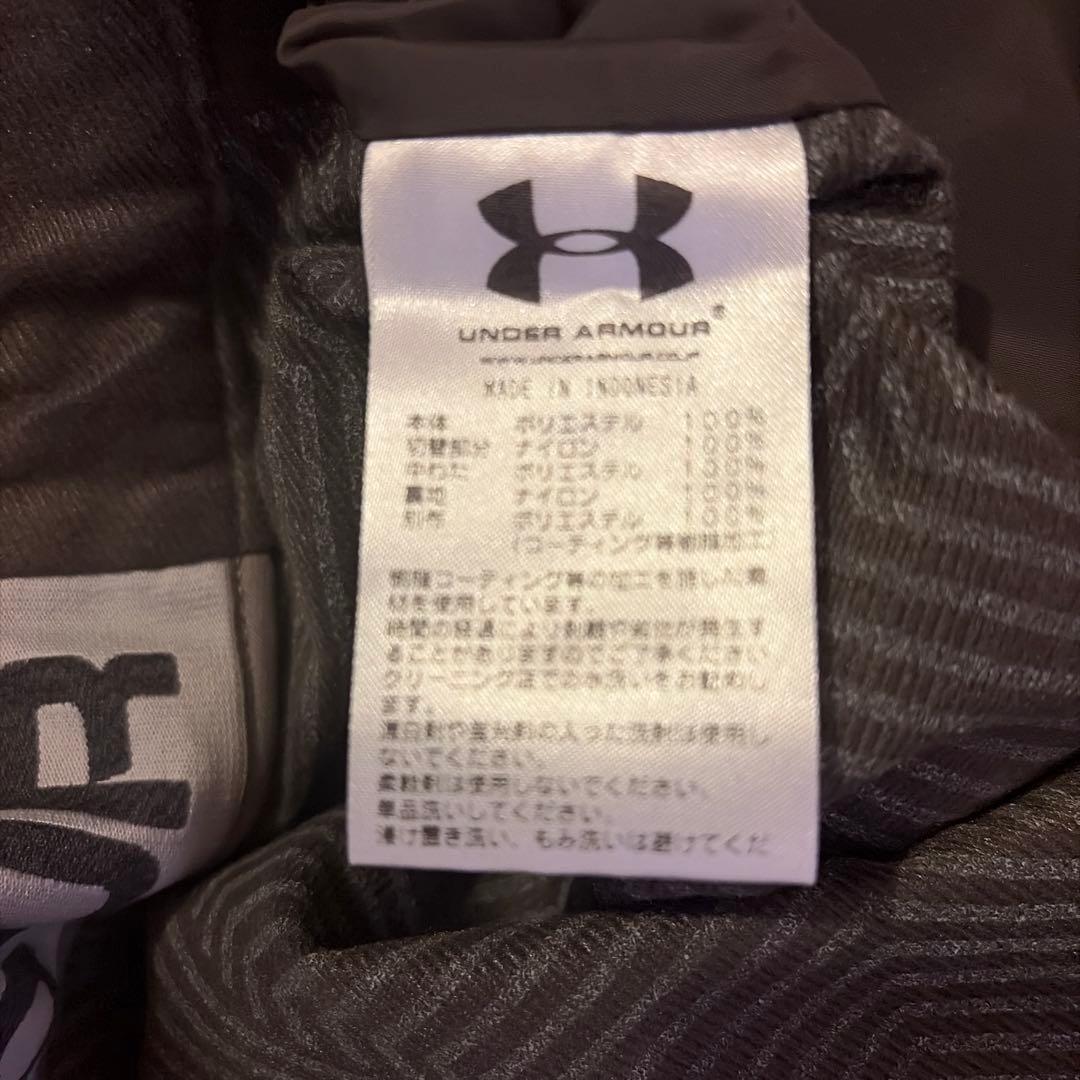 UNDER ARMOUR®
WWW.UNDERARMOUR.CO.JP
MADE IN INDONESIA
本体 ポリエステル 100%
切替部分 ナイロン 100%
中わた ポリエステル 100%
裏地 ナイロン 100%
別布 ポリエステル 100%
(コーティング等樹脂加工)
樹脂コーティング等の加工を施した素
材を使用しています。
時間の経過により剥離や劣化が発生す
ることがありますのでご了承ください
クリーニング店での水洗いをお勧めし
ます。
漂白剤や蛍光剤の入った洗剤は使用し
ないでください。
柔軟剤は使用しないでください。
単品洗いしてください。
漬け置き洗い、もみ洗いは避けてくだ